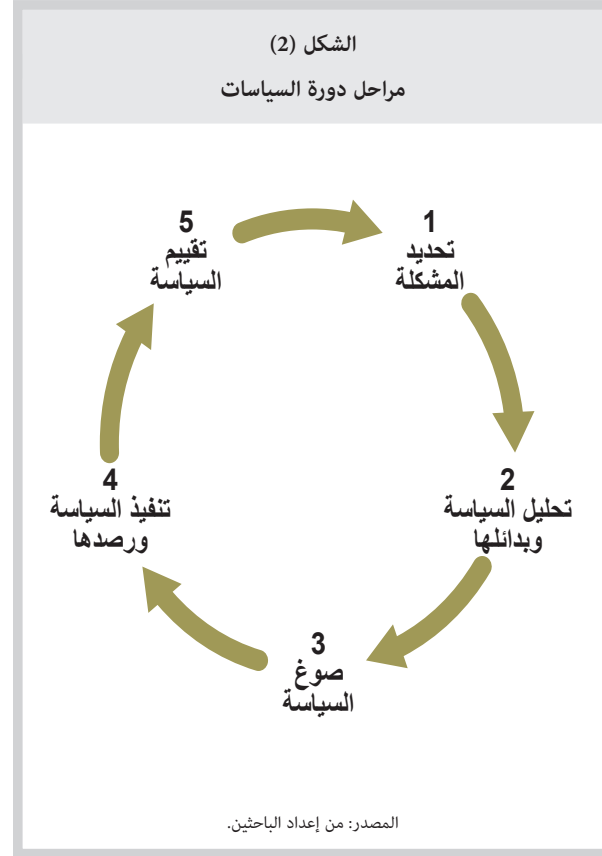 الشكل (2)
مراحل دورة السياسات
1
تحديد
المشكلة
2
تحليل السياسة
وبدائلها
3
صوغ
السياسة
4
تنفيذ السياسة
ورصدها
5
تقييم
السياسة
المصدر: من إعداد الباحثين.